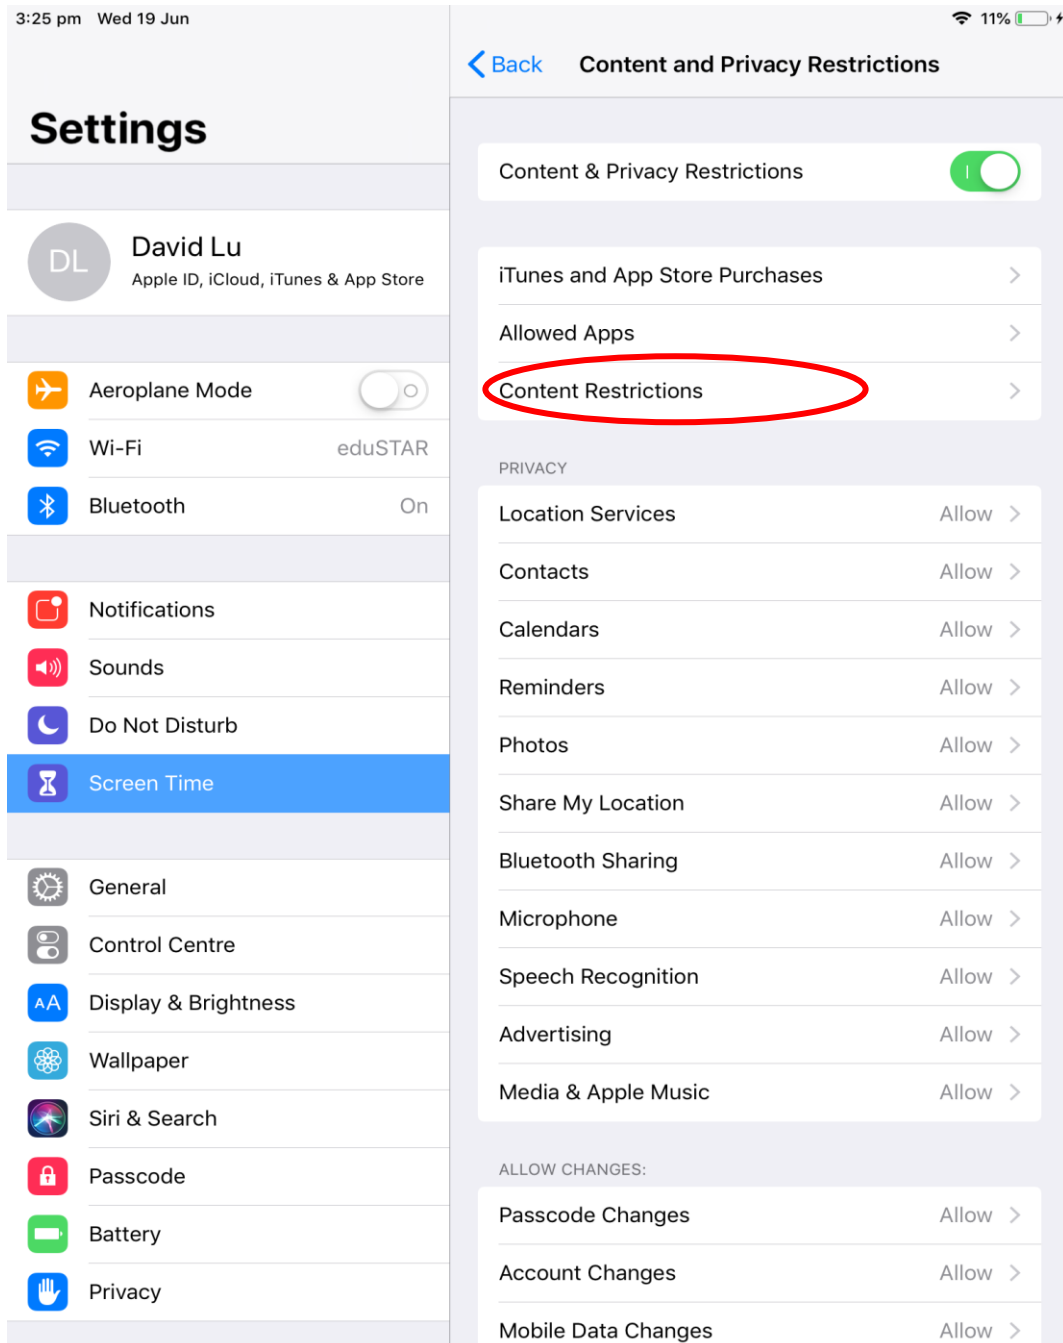 3:25 pm Wed 19 Jun
11%
Settings
DL
David Lu
Apple ID, iCloud, iTunes & App Store
Aeroplane Mode
Wi-Fi eduSTAR
Bluetooth On
Notifications
Sounds
Do Not Disturb
Screen Time
General
Control Centre
AA Display & Brightness
Wallpaper
Siri & Search
Passcode
Battery
Privacy
Back Content and Privacy Restrictions
Content & Privacy Restrictions
iTunes and App Store Purchases
Allowed Apps
Content Restrictions
PRIVACY
Location Services Allow
Contacts Allow
Calendars Allow
Reminders Allow
Photos Allow
Share My Location Allow
Bluetooth Sharing Allow
Microphone Allow
Speech Recognition Allow
Advertising Allow
Media & Apple Music Allow
ALLOW CHANGES:
Passcode Changes Allow
Account Changes Allow
Mobile Data Changes Allow